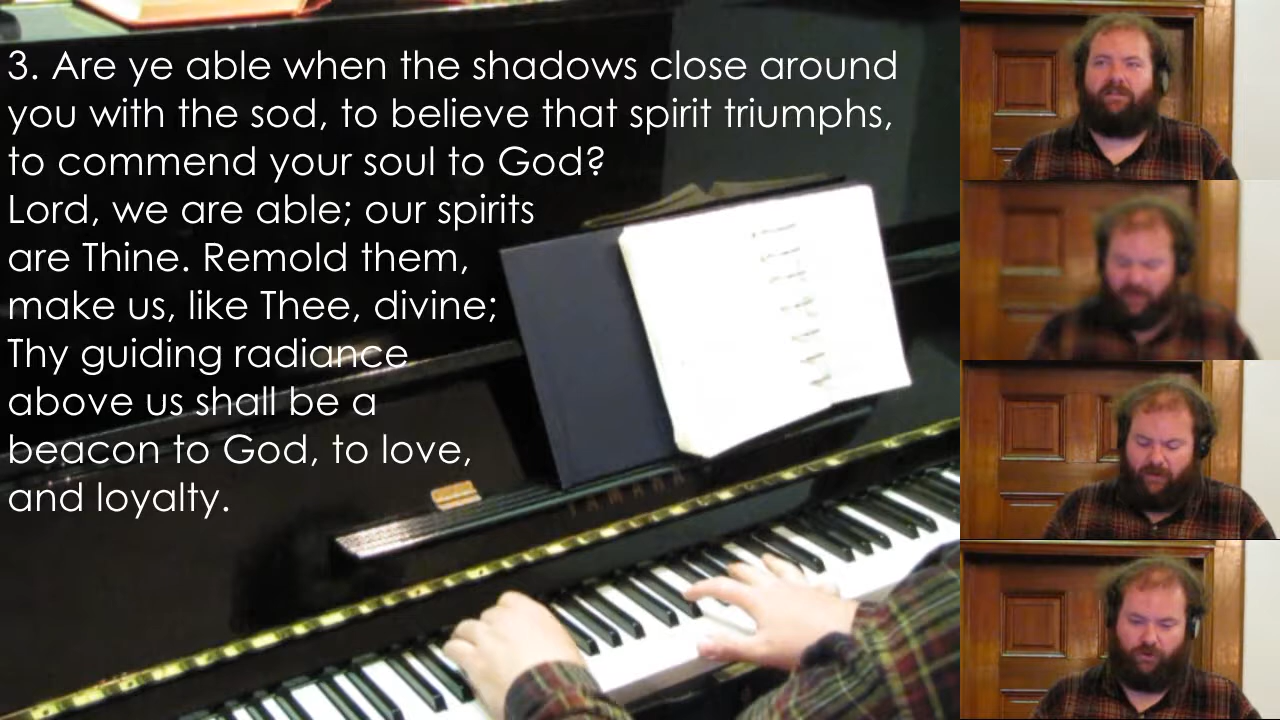 3. Are ye able when the shadows close around
you with the sod, to believe that spirit triumphs,
to commend your soul to God?
Lord, we are able; our spirits
are Thine. Remold them,
make us, like Thee, divine;
Thy guiding radiance
above us shall be a
beacon to God, to love,
and loyalty.